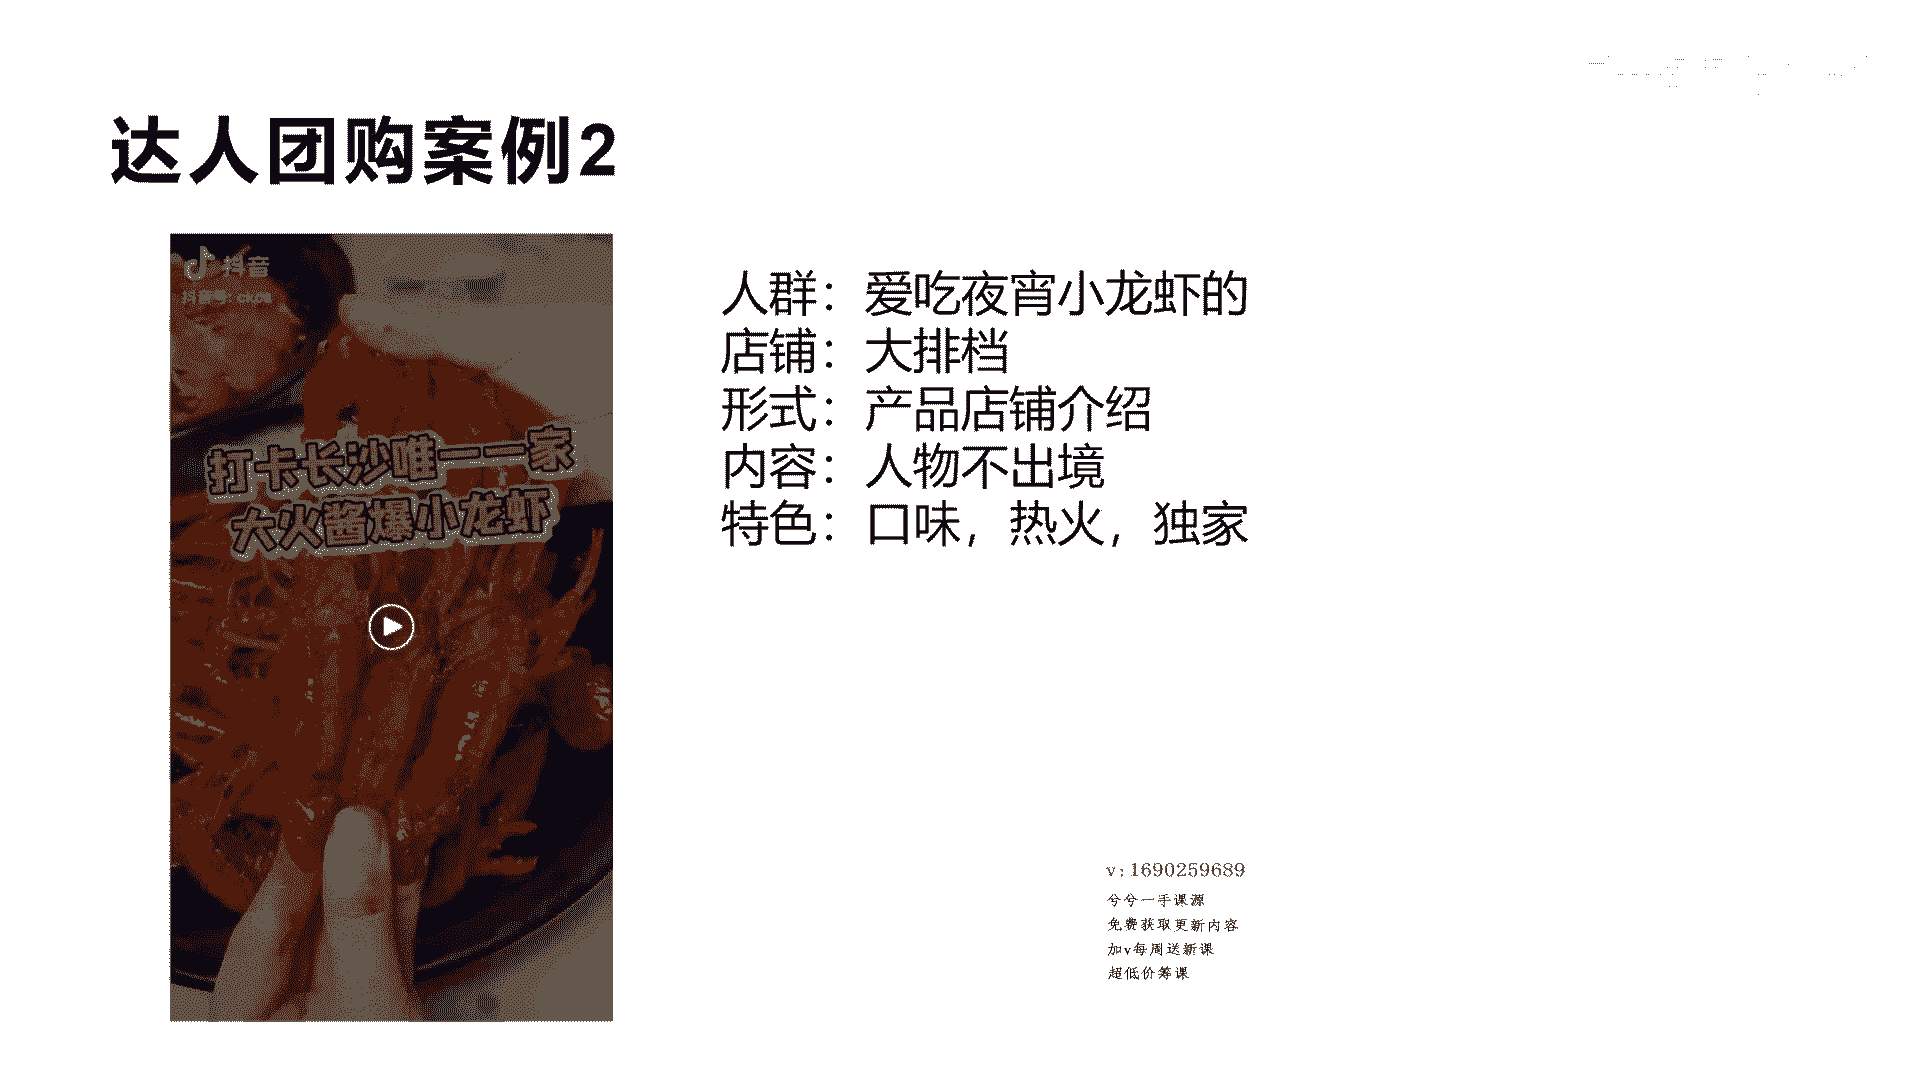 达人团购案例2
抖音
打卡长沙唯一一家
大火酱爆小龙虾
人群：爱吃夜宵小龙虾的
店铺：大排档
形式：产品店铺介绍
内容：人物不出境
特色：口味，热火，独家
v：1690259689
兮兮一手课源
免费获取更新内容
加v每周送新课
超低价筹课